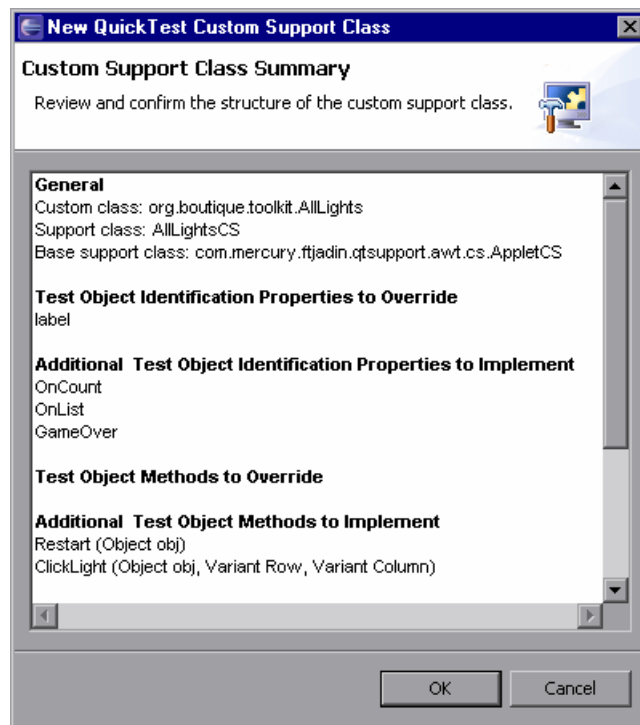 New QuickTest Custom Support Class
Custom Support Class Summary
Review and confirm the structure of the custom support class.
General
Custom class: org.boutique.toolkit.AllLights
Support class: AllLightsCS
Base support class: com.mercury.ftjadin.qtsupport.awt.cs.AppletCS
Test Object Identification Properties to Override
label
Additional Test Object Identification Properties to Implement
OnCount
OnList
GameOver
Test Object Methods to Override
Additional Test Object Methods to Implement
Restart (Object obj)
ClickLight (Object obj, Variant Row, Variant Column)
OK
Cancel